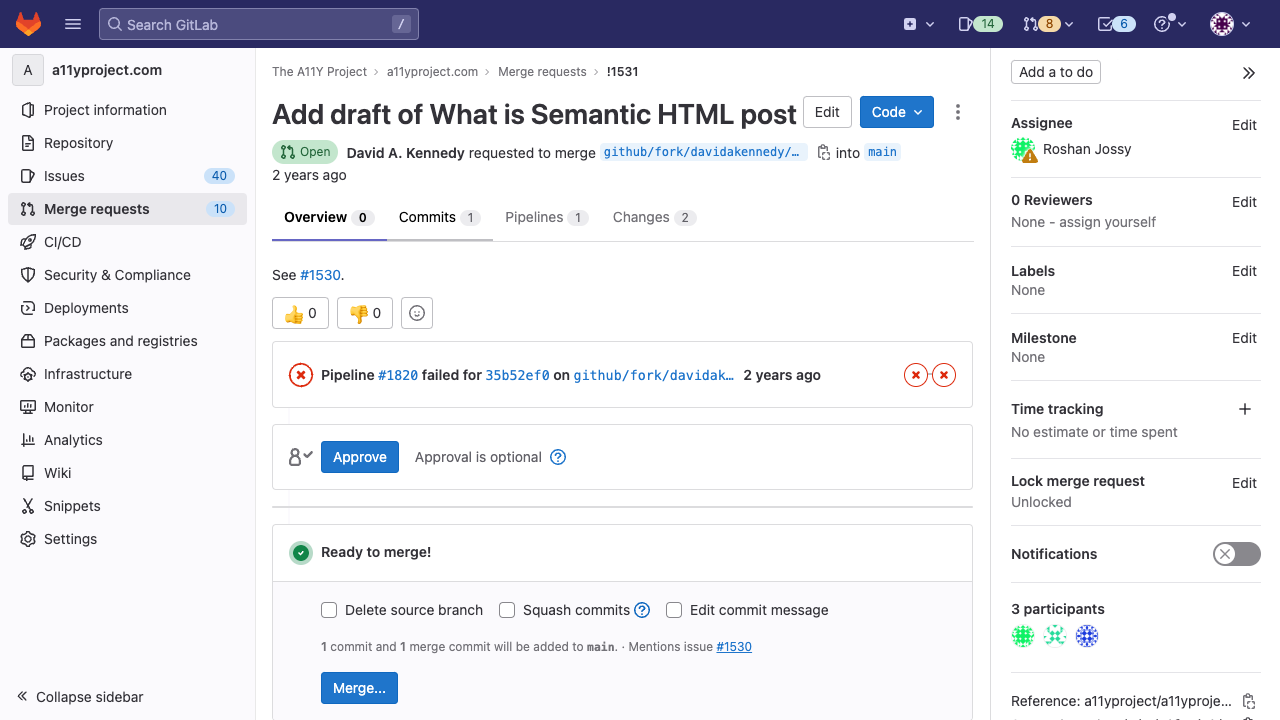 Search GitLab /
14
8
6
A a11yproject.com
Project information
Repository
Issues 40
Merge requests 10
CI/CD
Security & Compliance
Deployments
Packages and registries
Infrastructure
Monitor
Analytics
Wiki
Snippets
Settings
Collapse sidebar
The A11Y Project › a11yproject.com › Merge requests › !1531
Add draft of What is Semantic HTML post
Edit
Code
Open David A. Kennedy requested to merge github/fork/davidakennedy/… into main
2 years ago
Overview 0 Commits 1 Pipelines 1 Changes 2
See #1530.
0 0
Pipeline #1820 failed for 35b52ef0 on github/fork/davidak… 2 years ago
Approve Approval is optional
Ready to merge!
Delete source branch Squash commits Edit commit message
1 commit and 1 merge commit will be added to main. · Mentions issue #1530
Merge...
Add a to do
Assignee Edit
Roshan Jossy
0 Reviewers Edit
None - assign yourself
Labels Edit
None
Milestone Edit
None
Time tracking
No estimate or time spent
Lock merge request Edit
Unlocked
Notifications
3 participants
Reference: a11yproject/a11yproje…